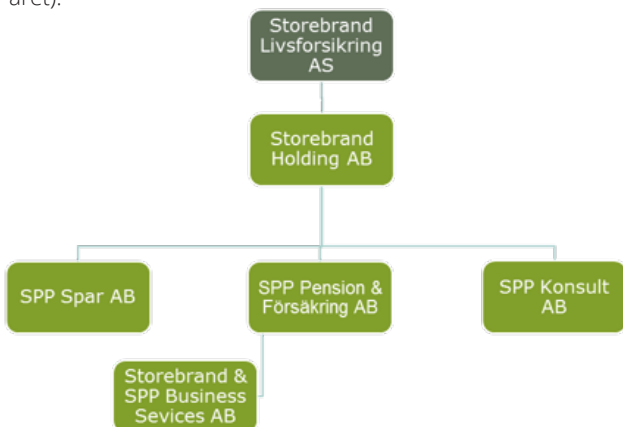 året).
Storebrand
Livsforsikring
AS
Storebrand
Holding AB
SPP Spar AB
SPP Pension &
Försäkring AB
SPP Konsult
AB
Storebrand &
SPP Business
Sevices AB